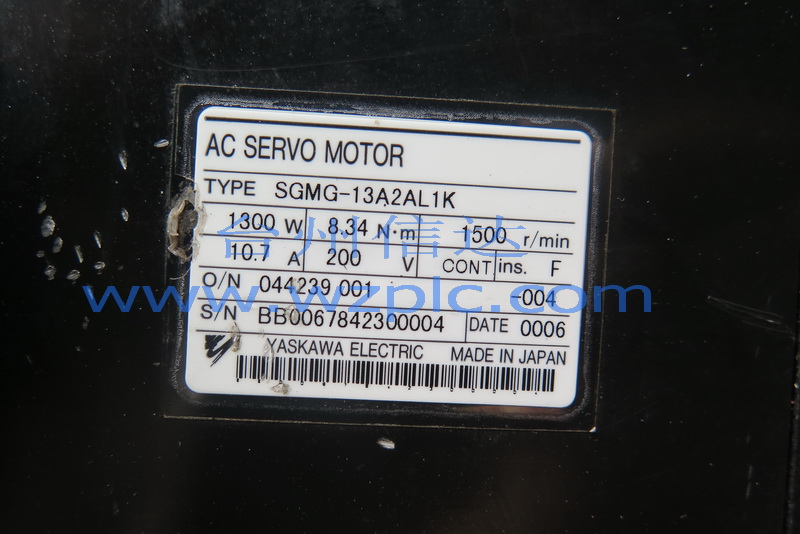 AC SERVO MOTOR
TYPE SGMG-13A2AL1K
1300 W 8.34 N·m 1500 r/min
台州信达
10.7 A 200 V CONT ins. F
O/N 044239 001 -004
www.wzplc.com
S/N BB0067842300004 DATE 0006
YASKAWA ELECTRIC MADE IN JAPAN